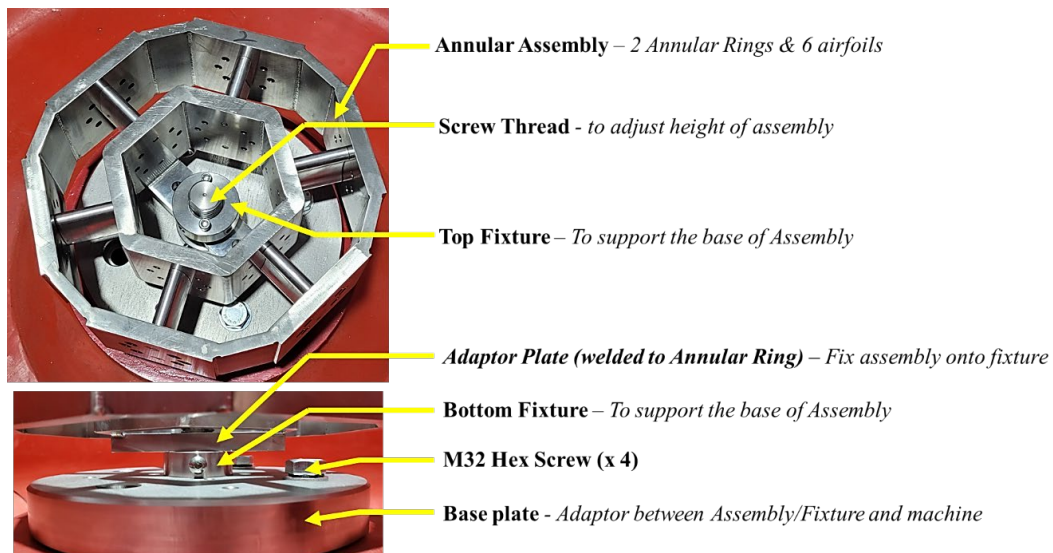 Annular Assembly – 2 Annular Rings & 6 airfoils
Screw Thread - to adjust height of assembly
Top Fixture – To support the base of Assembly
Adaptor Plate (welded to Annular Ring) – Fix assembly onto fixture
Bottom Fixture – To support the base of Assembly
M32 Hex Screw (x 4)
Base plate - Adaptor between Assembly/Fixture and machine